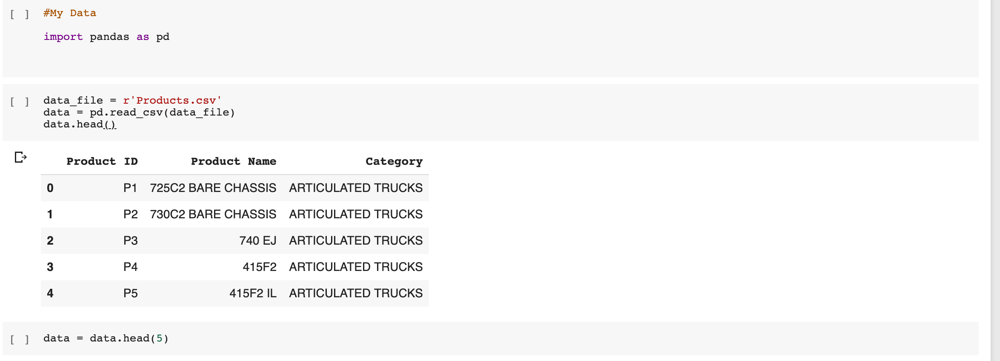 [ ] #My Data
import pandas as pd
[ ] data_file = r'Products.csv'
data = pd.read_csv(data_file)
data.head()
Product ID Product Name Category
0 P1 725C2 BARE CHASSIS ARTICULATED TRUCKS
1 P2 730C2 BARE CHASSIS ARTICULATED TRUCKS
2 P3 740 EJ ARTICULATED TRUCKS
3 P4 415F2 ARTICULATED TRUCKS
4 P5 415F2 IL ARTICULATED TRUCKS
[ ] data = data.head(5)